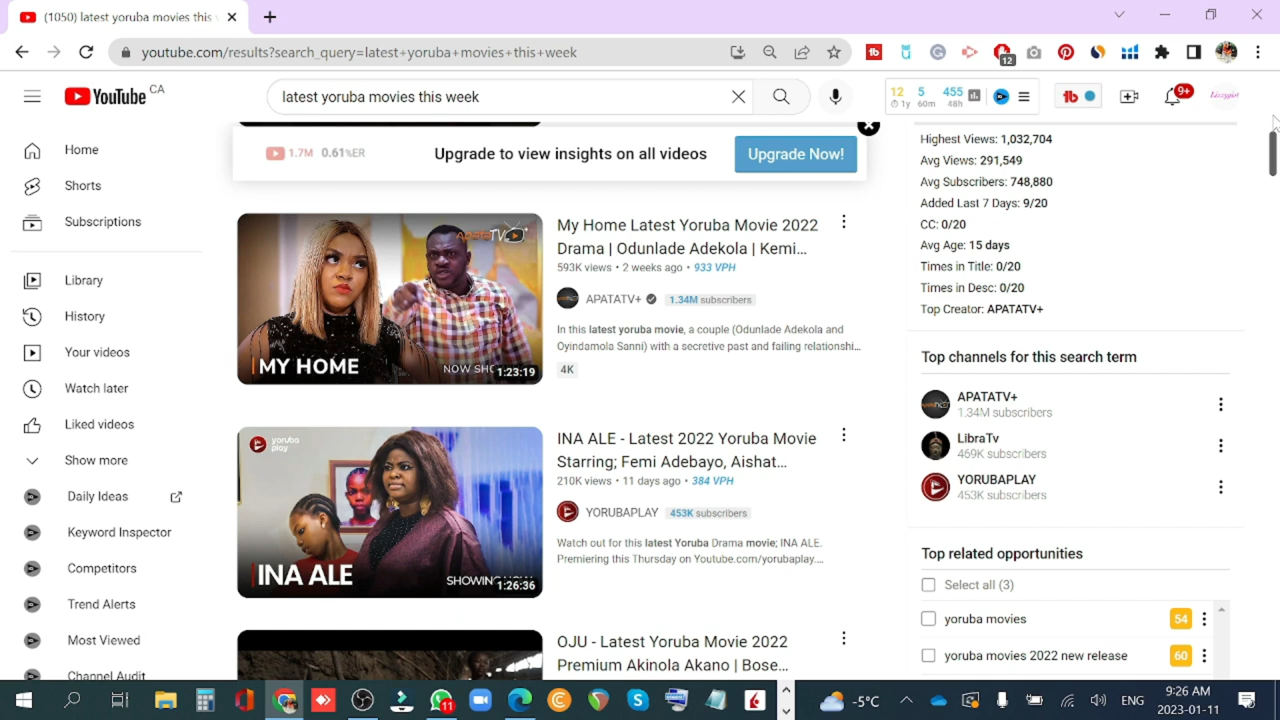 (1050) latest yoruba movies this
youtube.com/results?search_query=latest+yoruba+movies+this+week
12
YouTube CA
latest yoruba movies this week
12 5 455
1y 60m 48h
9+
Home
Shorts
Subscriptions
Library
History
Your videos
Watch later
Liked videos
Show more
Daily Ideas
Keyword Inspector
Competitors
Trend Alerts
Most Viewed
Channel Audit
1.7M 0.61%ER
Upgrade to view insights on all videos
Upgrade Now!
MY HOME
NOW
1:23:19
My Home Latest Yoruba Movie 2022
Drama | Odunlade Adekola | Kemi...
593K views • 2 weeks ago • 933 VPH
APATATV+ 1.34M subscribers
In this latest yoruba movie, a couple (Odunlade Adekola and
Oyindamola Sanni) with a secretive past and failing relationshi...
4K
yoruba
play
INA ALE
SHOWING NOW
1:26:36
INA ALE - Latest 2022 Yoruba Movie
Starring; Femi Adebayo, Aishat...
210K views • 11 days ago • 384 VPH
YORUBAPLAY 453K subscribers
Watch out for this latest Yoruba Drama movie; INA ALE.
Premiering this Thursday on Youtube.com/yorubaplay....
OJU - Latest Yoruba Movie 2022
Premium Akinola Akano | Bose...
Highest Views: 1,032,704
Avg Views: 291,549
Avg Subscribers: 748,880
Added Last 7 Days: 9/20
CC: 0/20
Avg Age: 15 days
Times in Title: 0/20
Times in Desc: 0/20
Top Creator: APATATV+
Top channels for this search term
APATATV+
1.34M subscribers
LibraTv
469K subscribers
YORUBAPLAY
453K subscribers
Top related opportunities
Select all (3)
yoruba movies 54
yoruba movies 2022 new release 60
11
-5°C
ENG
9:26 AM
2023-01-11